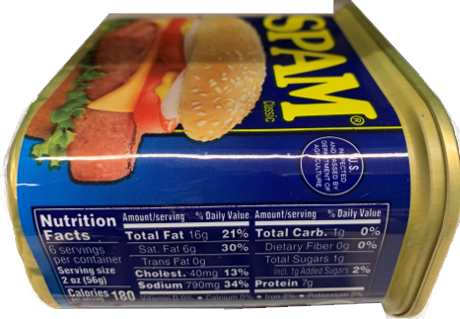 SPAM®
Classic
U.S.
INSPECTED
AND PASSED BY
DEPARTMENT OF
AGRICULTURE
Nutrition
Facts
6 servings
per container
Serving size
2 oz (56g)
Calories 180
per serving
Amount/serving % Daily Value
Total Fat 16g 21%
Sat. Fat 6g 30%
Trans Fat 0g
Cholest. 40mg 13%
Sodium 790mg 34%
Amount/serving % Daily Value
Total Carb. 1g 0%
Dietary Fiber 0g 0%
Total Sugars 1g
Incl. 1g Added Sugars 2%
Protein 7g
Vitamin D 0% • Calcium 0% • Iron 2% • Potassium